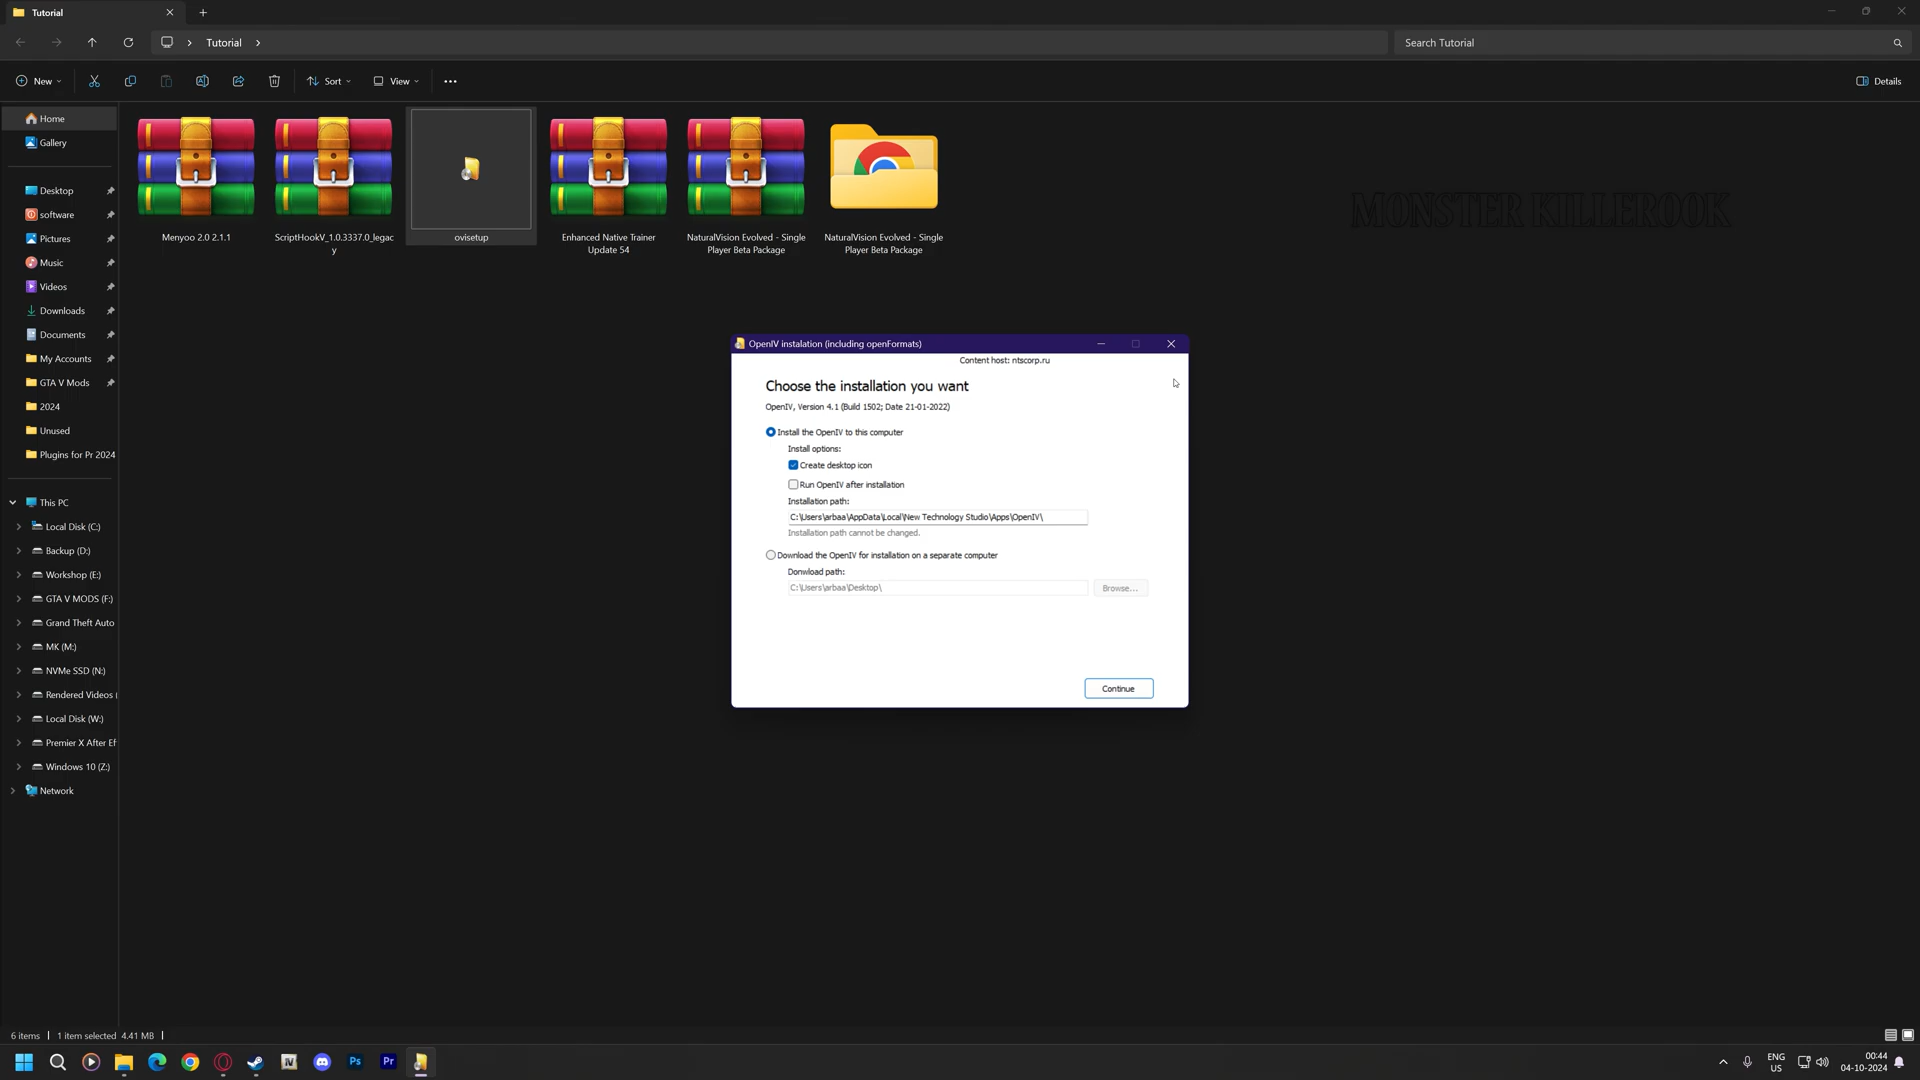 Tutorial
Tutorial
Search Tutorial
New
Sort
View
Details
Home
Gallery
Desktop
software
Pictures
Music
Videos
Downloads
Documents
My Accounts
GTA V Mods
2024
Unused
Plugins for Pr 2024
This PC
Local Disk (C:)
Backup (D:)
Workshop (E:)
GTA V MODS (F:)
Grand Theft Auto
MK (M:)
NVMe SSD (N:)
Rendered Videos (
Local Disk (W:)
Premier X After Ef
Windows 10 (Z:)
Network
Menyoo 2.0 2.1.1
ScriptHookV_1.0.3337.0_legac
y
ovisetup
Enhanced Native Trainer
Update 54
NaturalVision Evolved - Single
Player Beta Package
NaturalVision Evolved - Single
Player Beta Package
MONSTER KILLEROOK
OpenIV instalation (including openFormats)
Content host: ntscorp.ru
Choose the installation you want
OpenIV, Version 4.1 (Build 1502; Date 21-01-2022)
Install the OpenIV to this computer
Install options:
Create desktop icon
Run OpenIV after installation
Installation path:
C:\Users\arbaa\AppData\Local\New Technology Studio\Apps\OpenIV\
Installation path cannot be changed.
Download the OpenIV for installation on a separate computer
Donwload path:
C:\Users\arbaa\Desktop\
Browse...
Continue
6 items
1 item selected 4.41 MB
IV
Ps
Pr
ENG
US
00:44
04-10-2024